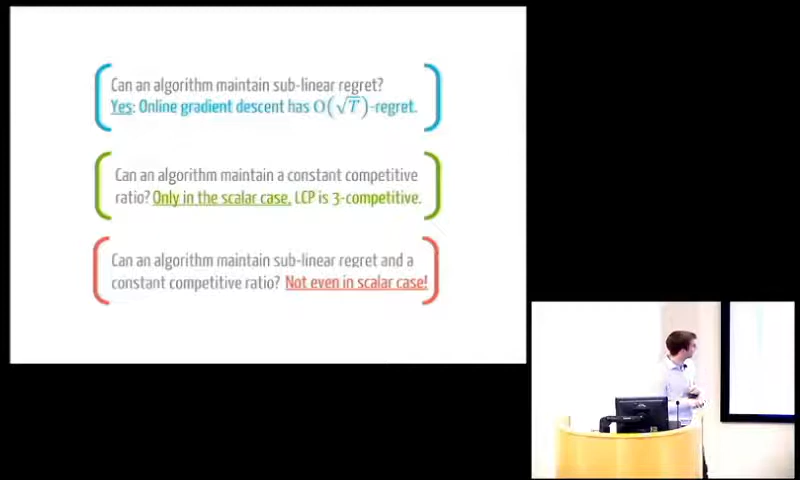 Can an algorithm maintain sub-linear regret?
Yes: Online gradient descent has O(√T)-regret.
Can an algorithm maintain a constant competitive
ratio? Only in the scalar case, LCP is 3-competitive.
Can an algorithm maintain sub-linear regret and a
constant competitive ratio? Not even in scalar case!